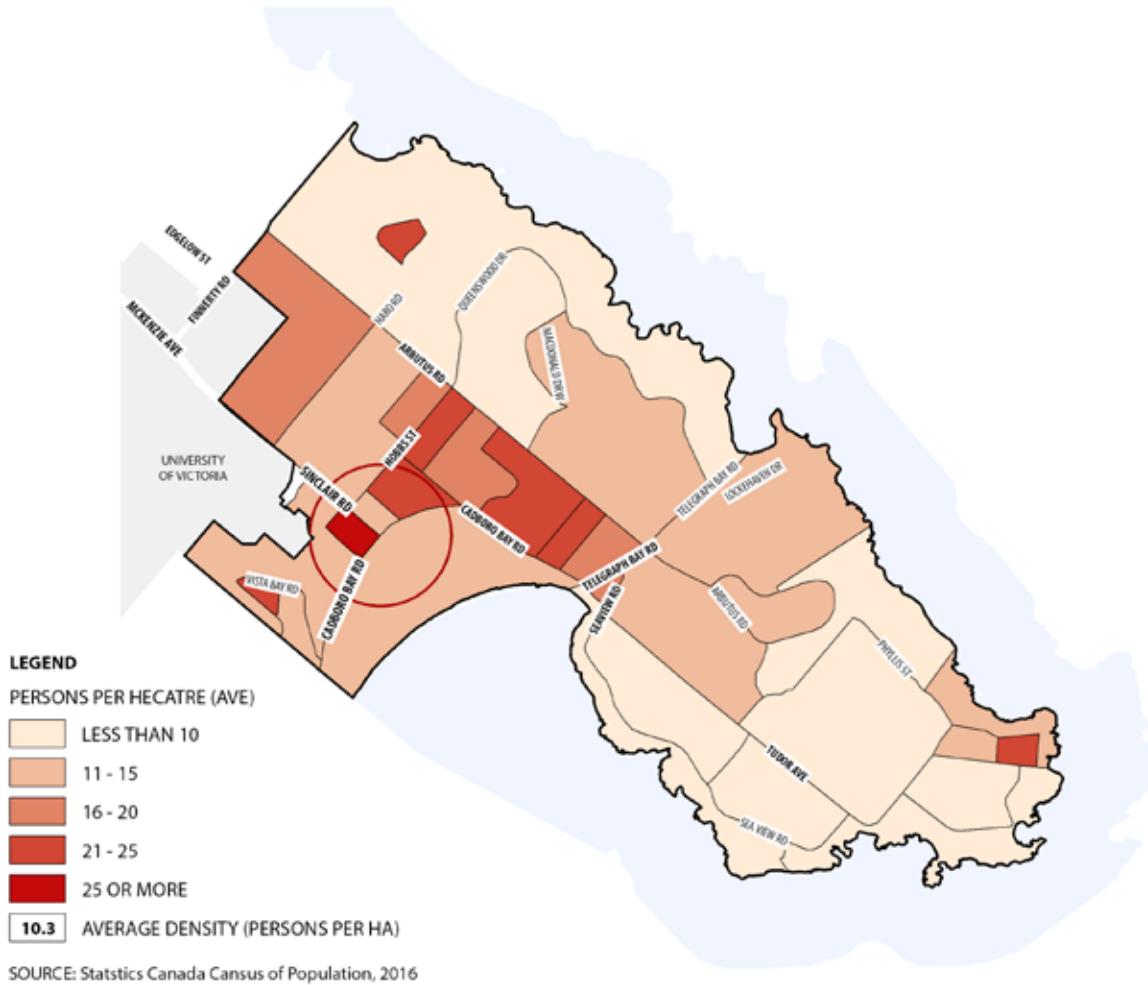 EDGELOW ST
FINNERTY RD
MCKENZIE AVE
HARO RD
QUEENSWOOD DR
ARBUTUS RD
MACDONALD DRW
UNIVERSITY
OF VICTORIA
HOBBS ST
SINCLAIR RD
CADBORO BAY RD
TELEGRAPH BAY RD
LOCKEHAVEN DR
TELEGRAPH BAY RD
VISTA BAY RD
CADBORO BAY RD
SEAVIEW RD
ARBUTUS RD
PHYLLIS ST
TUDOR AVE
SEA VIEW RD
LEGEND
PERSONS PER HECATRE (AVE)
LESS THAN 10
11 - 15
16 - 20
21 - 25
25 OR MORE
10.3 AVERAGE DENSITY (PERSONS PER HA)
SOURCE: Statstics Canada Cansus of Population, 2016